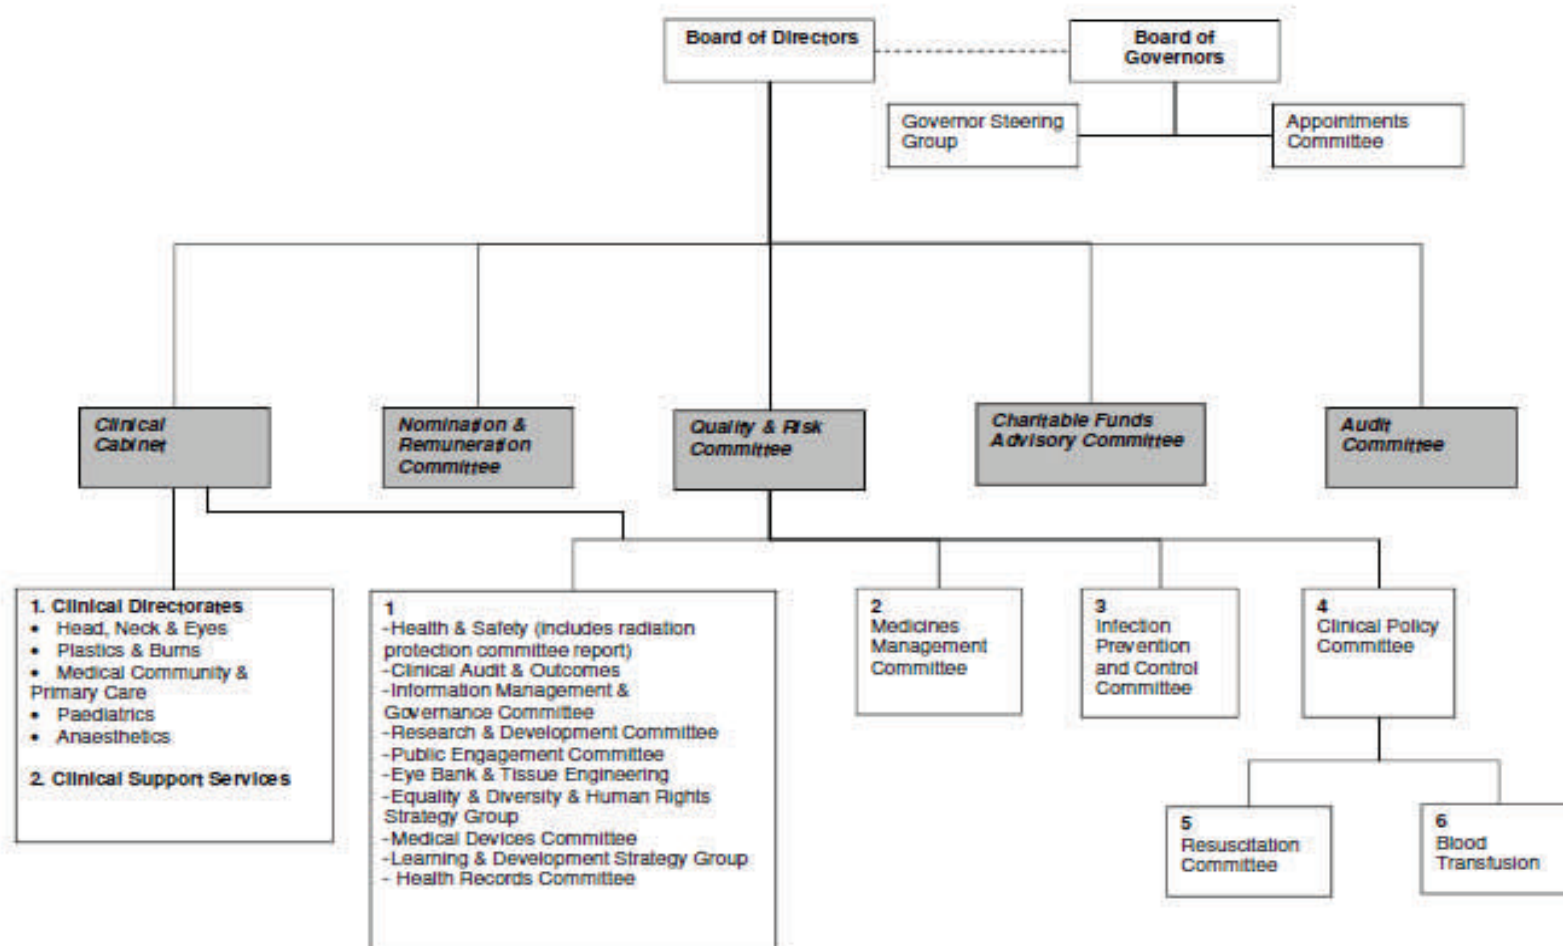 Board of Directors
Board of
Governors
Governor Steering
Group
Appointments
Committee
Clinical
Cabinet
Nomination &
Remuneration
Committee
Quality & Risk
Committee
Charitable Funds
Advisory Committee
Audit
Committee
1. Clinical Directorates
• Head, Neck & Eyes
• Plastics & Burns
• Medical Community &
Primary Care
• Paediatrics
• Anaesthetics
2. Clinical Support Services
1
-Health & Safety (includes radiation
protection committee report)
-Clinical Audit & Outcomes
-Information Management &
Governance Committee
-Research & Development Committee
-Public Engagement Committee
-Eye Bank & Tissue Engineering
-Equality & Diversity & Human Rights
Strategy Group
-Medical Devices Committee
-Learning & Development Strategy Group
- Health Records Committee
2
Medicines
Management
Committee
3
Infection
Prevention
and Control
Committee
4
Clinical Policy
Committee
5
Resuscitation
Committee
6
Blood
Transfusion